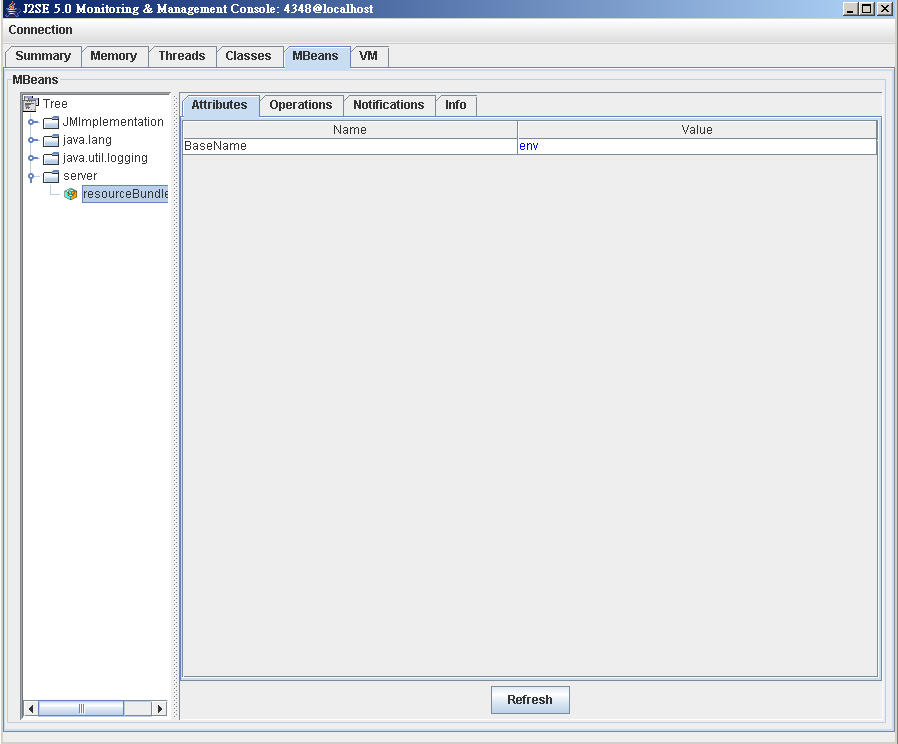 J2SE 5.0 Monitoring & Management Console: 4348@localhost
Connection
Summary Memory Threads Classes MBeans VM
MBeans
Tree
JMImplementation
java.lang
java.util.logging
server
resourceBundle
Attributes Operations Notifications Info
Name Value
BaseName env
Refresh